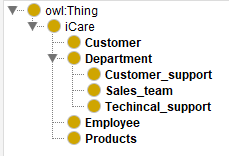 owl:Thing
iCare
Customer
Department
Customer_support
Sales_team
Techincal_support
Employee
Products